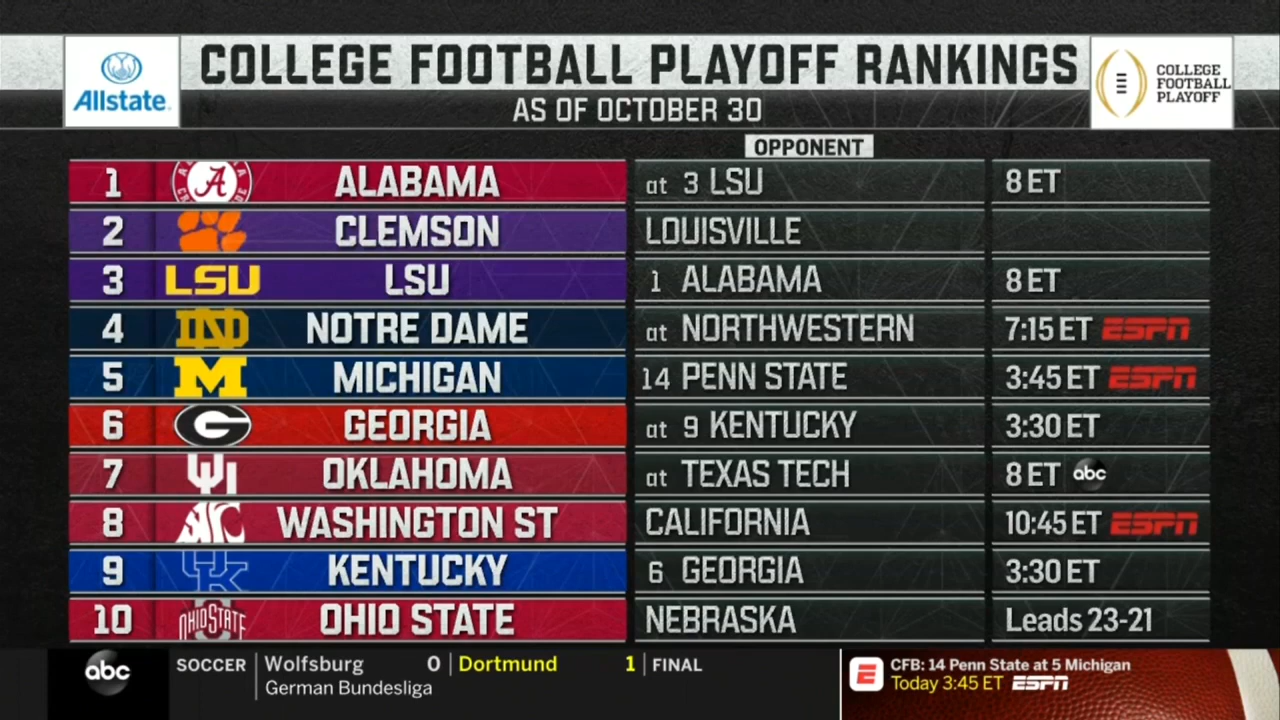 COLLEGE FOOTBALL PLAYOFF RANKINGS
AS OF OCTOBER 30
Allstate
COLLEGE
FOOTBALL
PLAYOFF
OPPONENT
1 A ALABAMA at 3 LSU 8 ET
2 CLEMSON LOUISVILLE
3 LSU LSU 1 ALABAMA 8 ET
4 ND NOTRE DAME at NORTHWESTERN 7:15 ET ESPN
5 M MICHIGAN 14 PENN STATE 3:45 ET ESPN
6 G GEORGIA at 9 KENTUCKY 3:30 ET
7 OKLAHOMA at TEXAS TECH 8 ET abc
8 WASHINGTON ST CALIFORNIA 10:45 ET ESPN
9 UK KENTUCKY 6 GEORGIA 3:30 ET
10 OHIO STATE OHIO STATE NEBRASKA Leads 23-21
abc SOCCER Wolfsburg 0 Dortmund 1 FINAL
German Bundesliga
E CFB: 14 Penn State at 5 Michigan
Today 3:45 ET ESPN